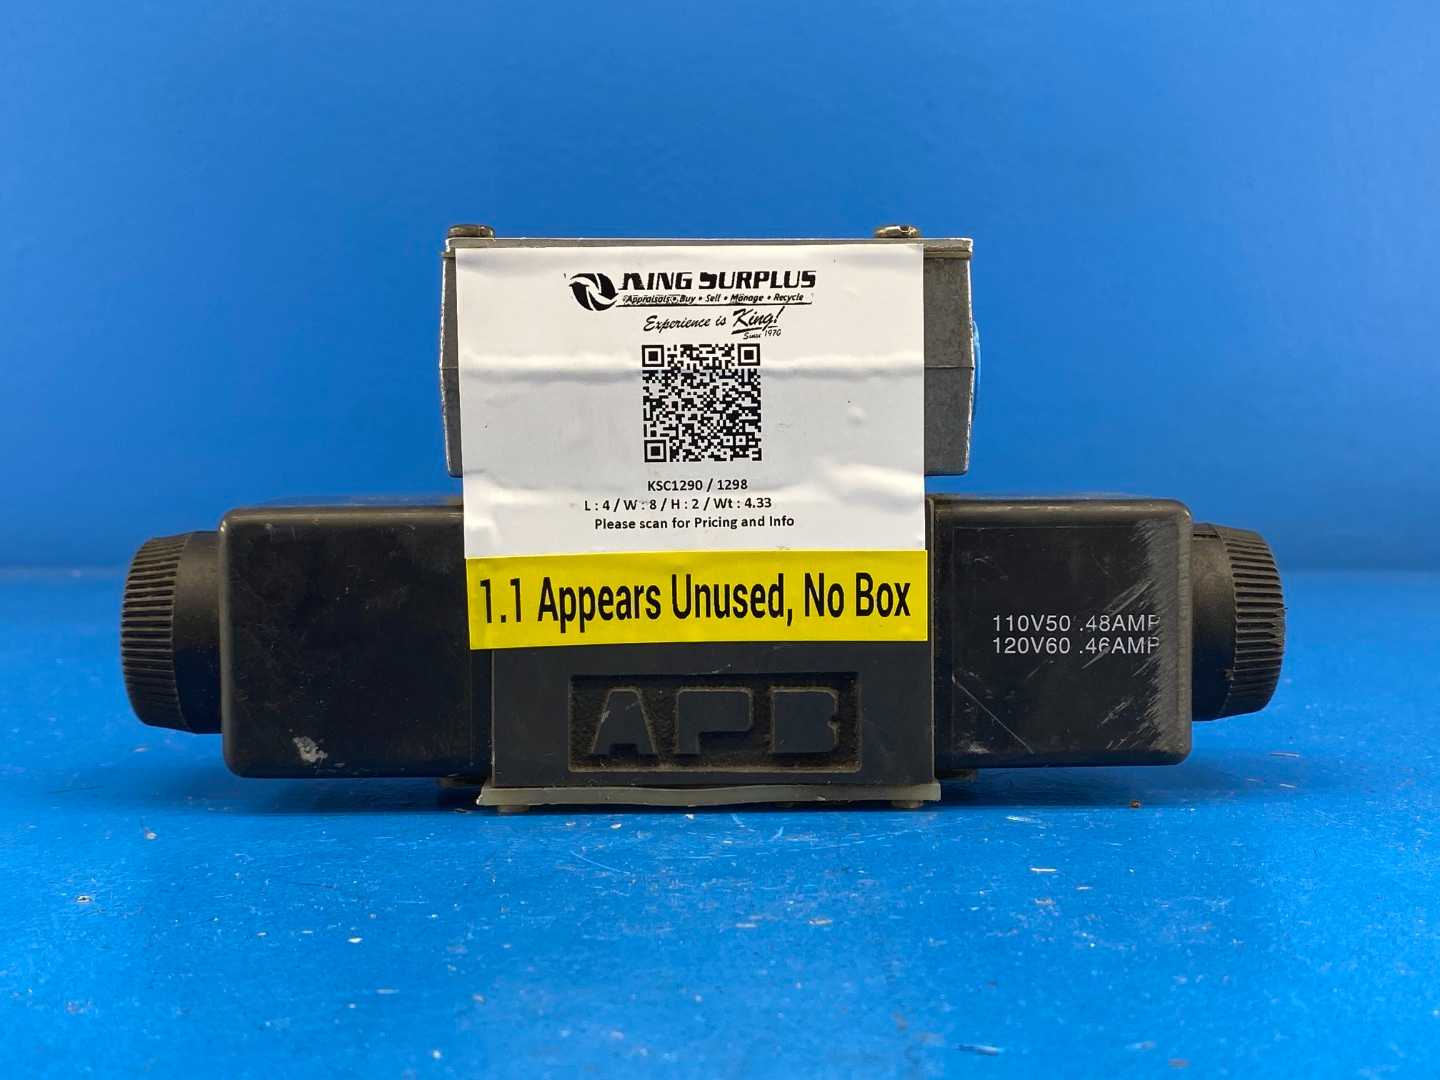 KING SURPLUS
Appraisals • Buy • Sell • Manage • Recycle
Experience is King!
Since 1970
KSC1290 / 1298
L : 4 / W : 8 / H : 2 / Wt : 4.33
Please scan for Pricing and Info
1.1 Appears Unused, No Box
110V50 .48AMP
120V60 .46AMP
APB